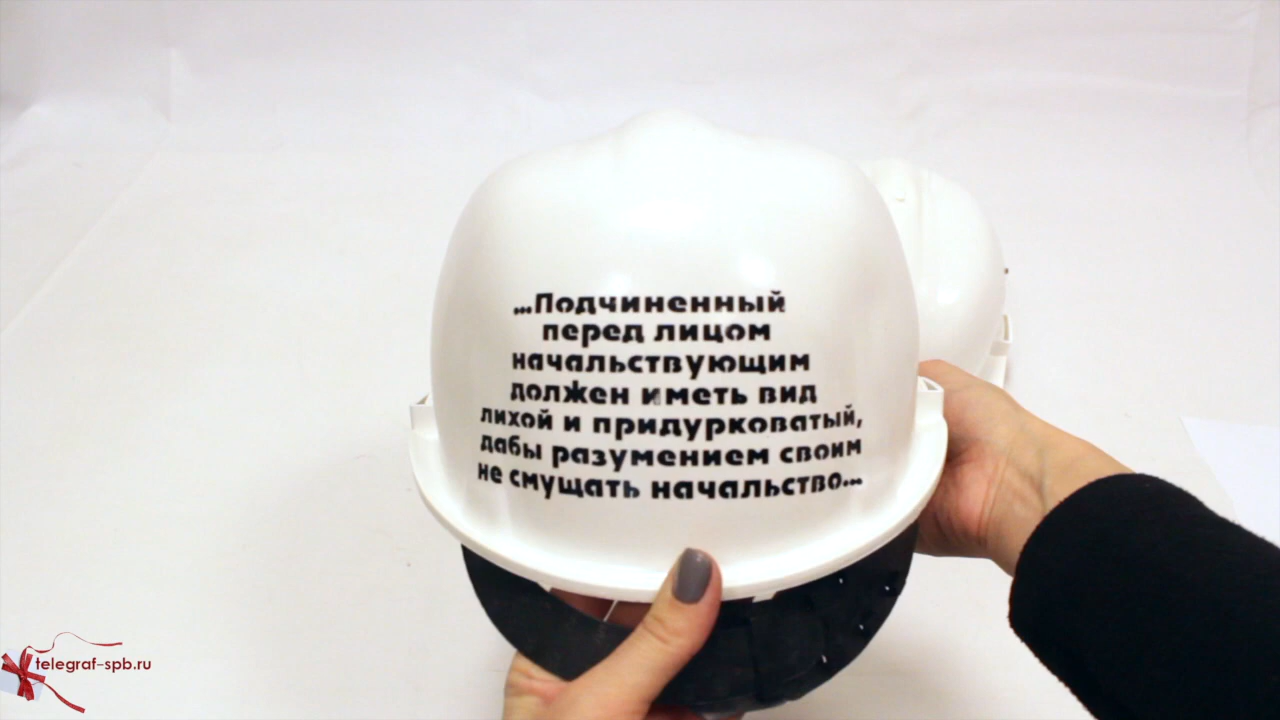 ...Подчиненный
перед лицом
начальствующим
должен иметь вид
лихой и придурковатый,
дабы разумением своим
не смущать начальство...
telegraf-spb.ru